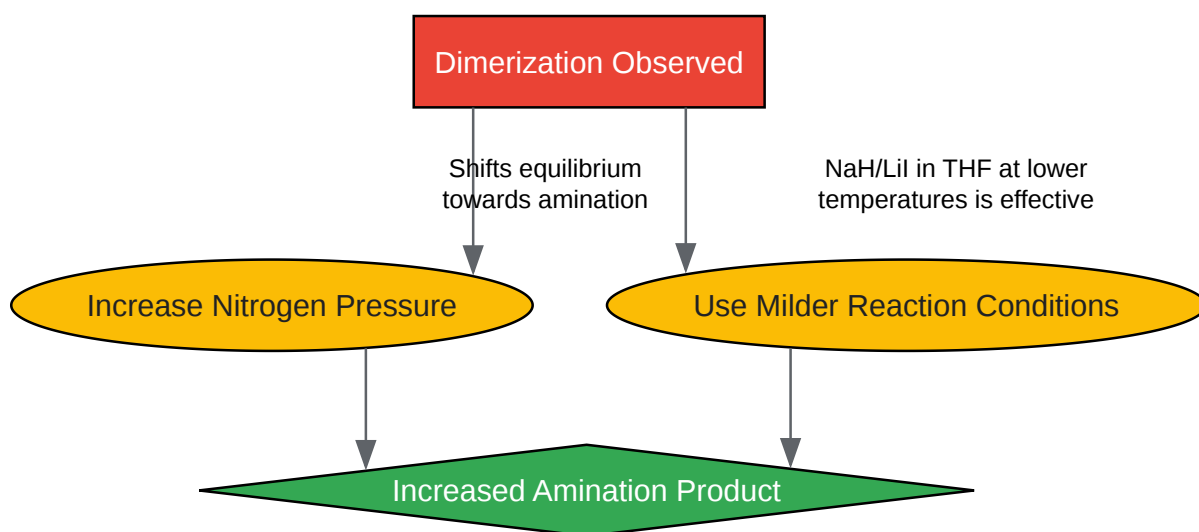 Dimerization Observed
Shifts equilibrium
towards amination
NaH/LiI in THF at lower
temperatures is effective
Increase Nitrogen Pressure
Use Milder Reaction Conditions
Increased Amination Product